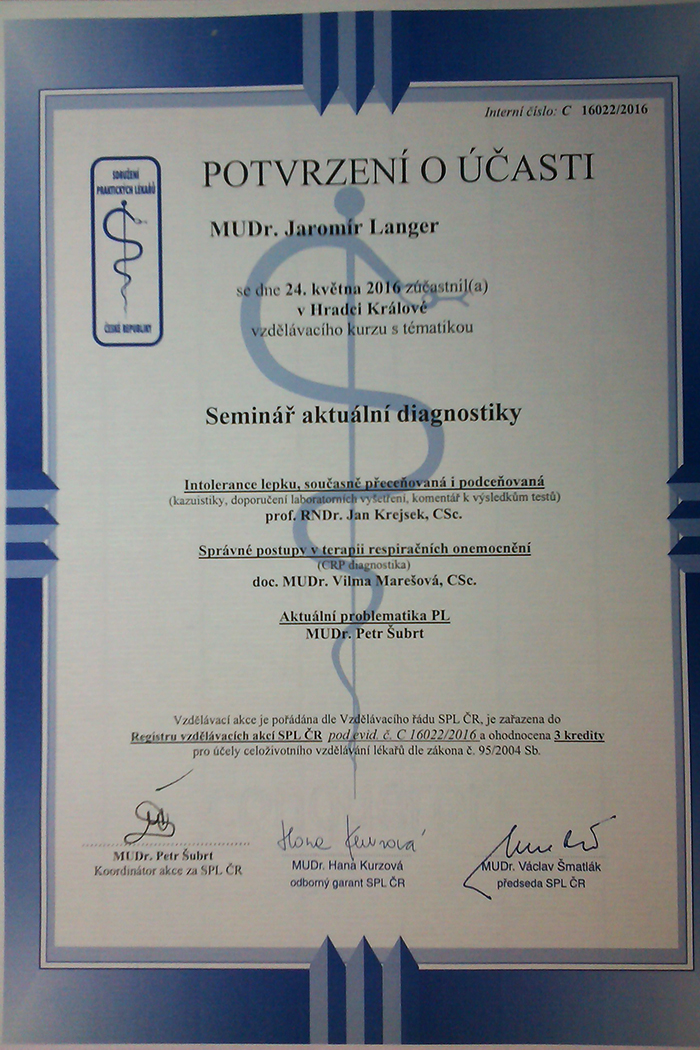 Interní číslo: C 16022/2016
SDRUŽENÍ
PRAKTICKÝCH LÉKAŘŮ
ČESKÉ REPUBLIKY
POTVRZENÍ O ÚČASTI
MUDr. Jaromír Langer
se dne 24. května 2016 zúčastnil(a)
v Hradci Králové
vzdělávacího kurzu s tématikou
Seminář aktuální diagnostiky
Intolerance lepku, současně přeceňovaná i podceňovaná
(kazuistiky, doporučení laboratorních vyšetření, komentář k výsledkům testů)
prof. RNDr. Jan Krejsek, CSc.
Správné postupy v terapii respiračních onemocnění
(CRP diagnostika)
doc. MUDr. Vilma Marešová, CSc.
Aktuální problematika PL
MUDr. Petr Šubrt
Vzdělávací akce je pořádána dle Vzdělávacího řádu SPL ČR, je zařazena do
Registru vzdělávacích akcí SPL ČR pod evid. č. C 16022/2016 a ohodnocena 3 kredity
pro účely celoživotního vzdělávání lékařů dle zákona č. 95/2004 Sb.
Hana Kurzová
MUDr. Petr Šubrt
Koordinátor akce za SPL ČR
MUDr. Hana Kurzová
odborný garant SPL ČR
MUDr. Václav Šmatlák
předseda SPL ČR